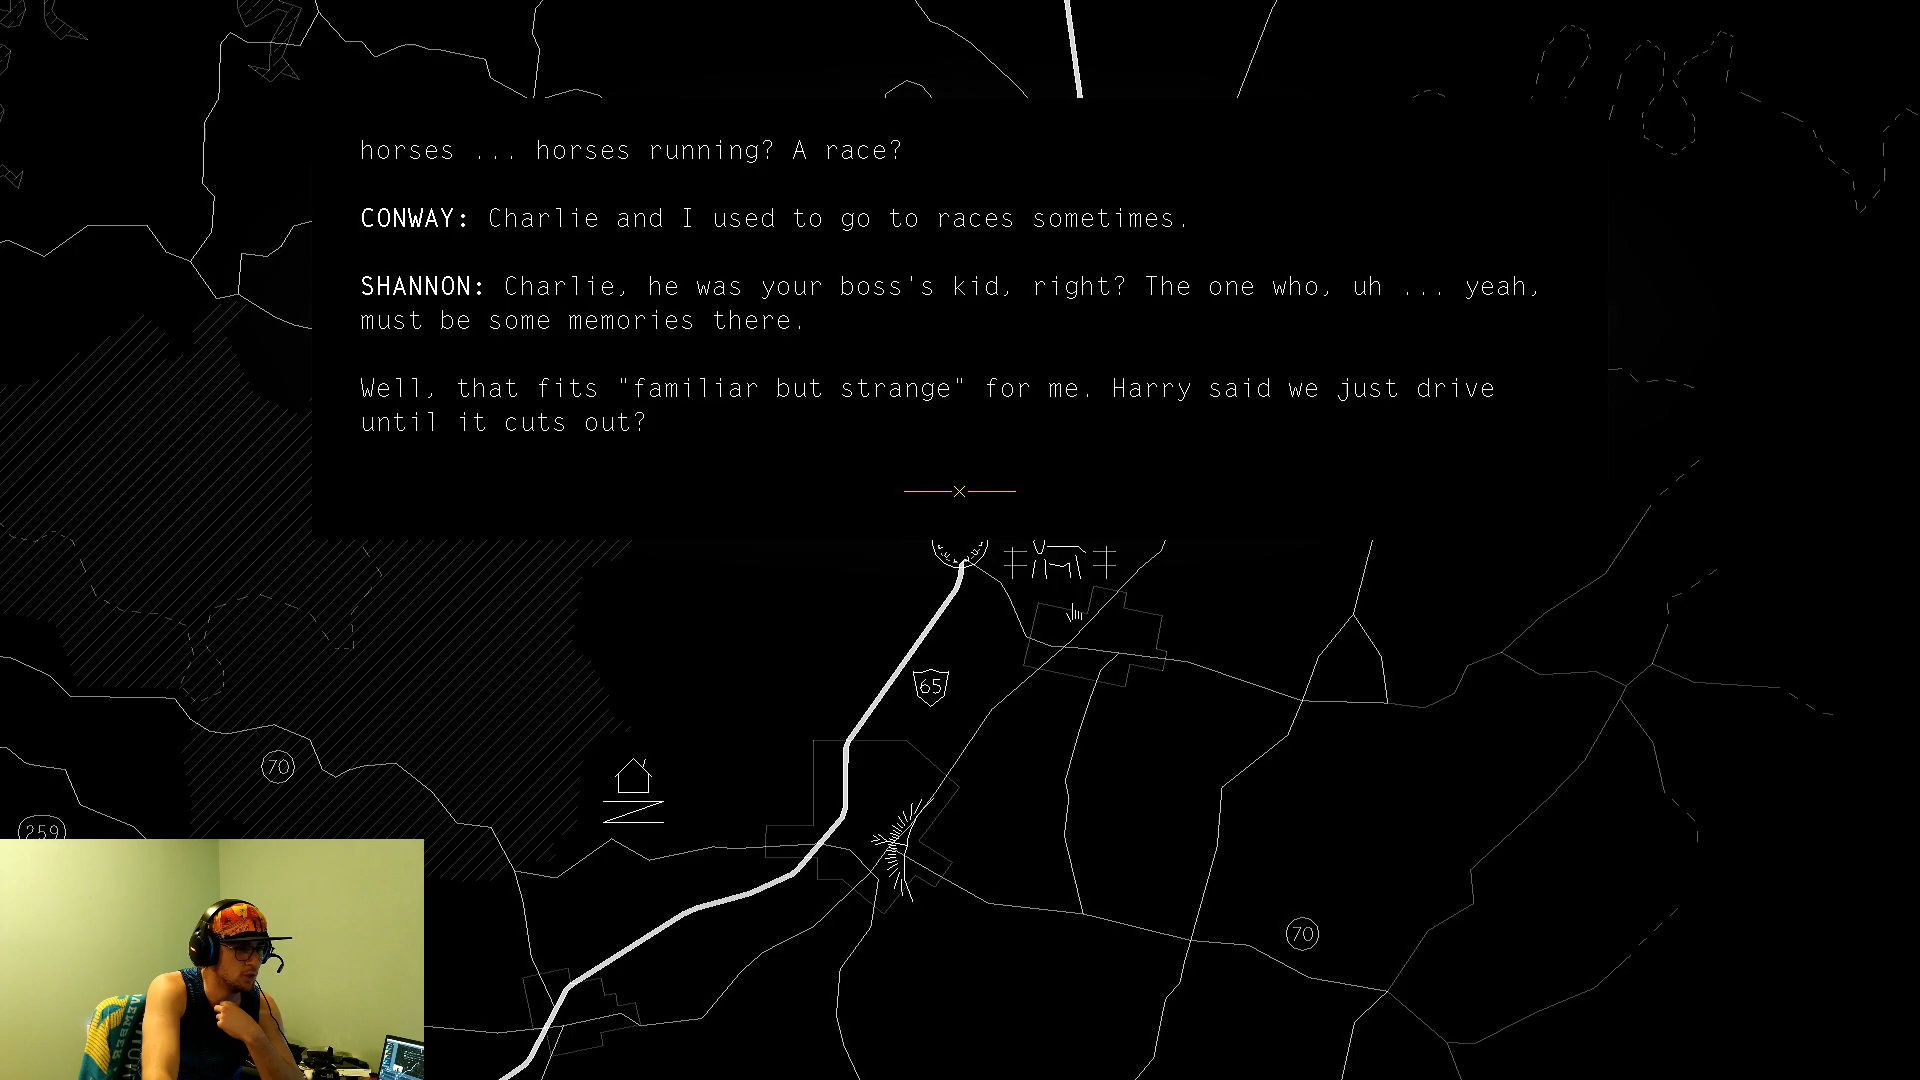 horses ... horses running? A race?
CONWAY: Charlie and I used to go to races sometimes.
SHANNON: Charlie, he was your boss's kid, right? The one who, uh ... yeah,
must be some memories there.
Well, that fits "familiar but strange" for me. Harry said we just drive
until it cuts out?
65
70
259
70